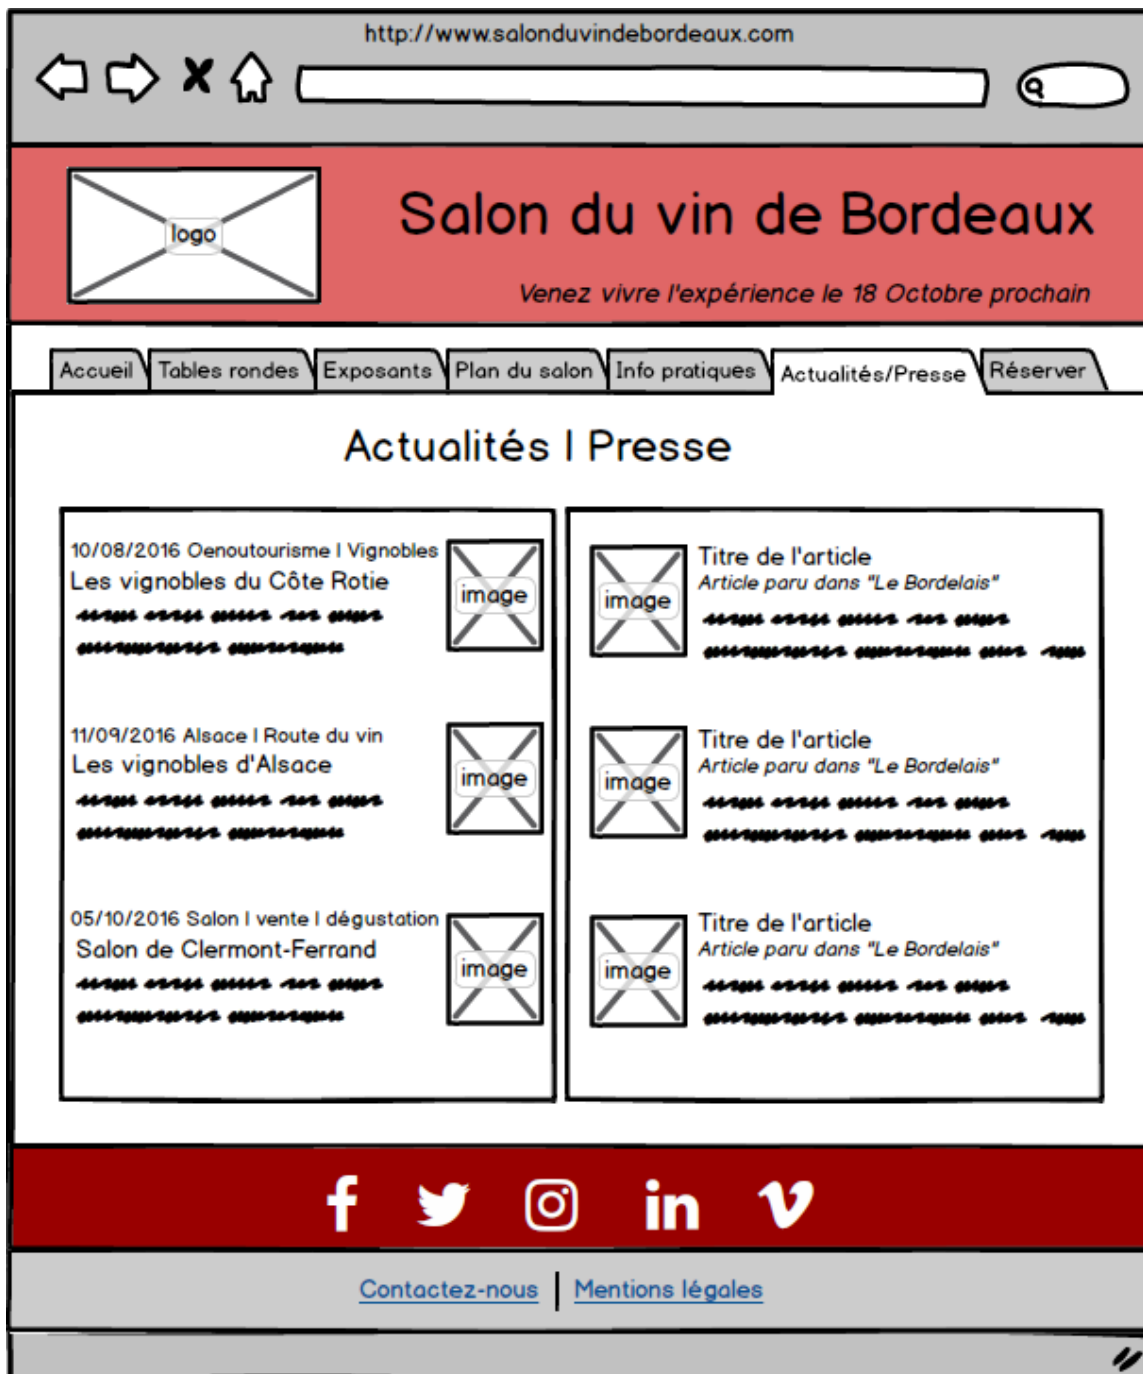 http://www.salonduvindebordeaux.com
logo
Salon du vin de Bordeaux
Venez vivre l'expérience le 18 Octobre prochain
Accueil
Tables rondes
Exposants
Plan du salon
Info pratiques
Actualités/Presse
Réserver
Actualités | Presse
10/08/2016 Oenoutourisme | Vignobles
Les vignobles du Côte Rotie
image
11/09/2016 Alsace | Route du vin
Les vignobles d'Alsace
image
05/10/2016 Salon | vente | dégustation
Salon de Clermont-Ferrand
image
image
Titre de l'article
Article paru dans "Le Bordelais"
image
Titre de l'article
Article paru dans "Le Bordelais"
image
Titre de l'article
Article paru dans "Le Bordelais"
Contactez-nous | Mentions légales